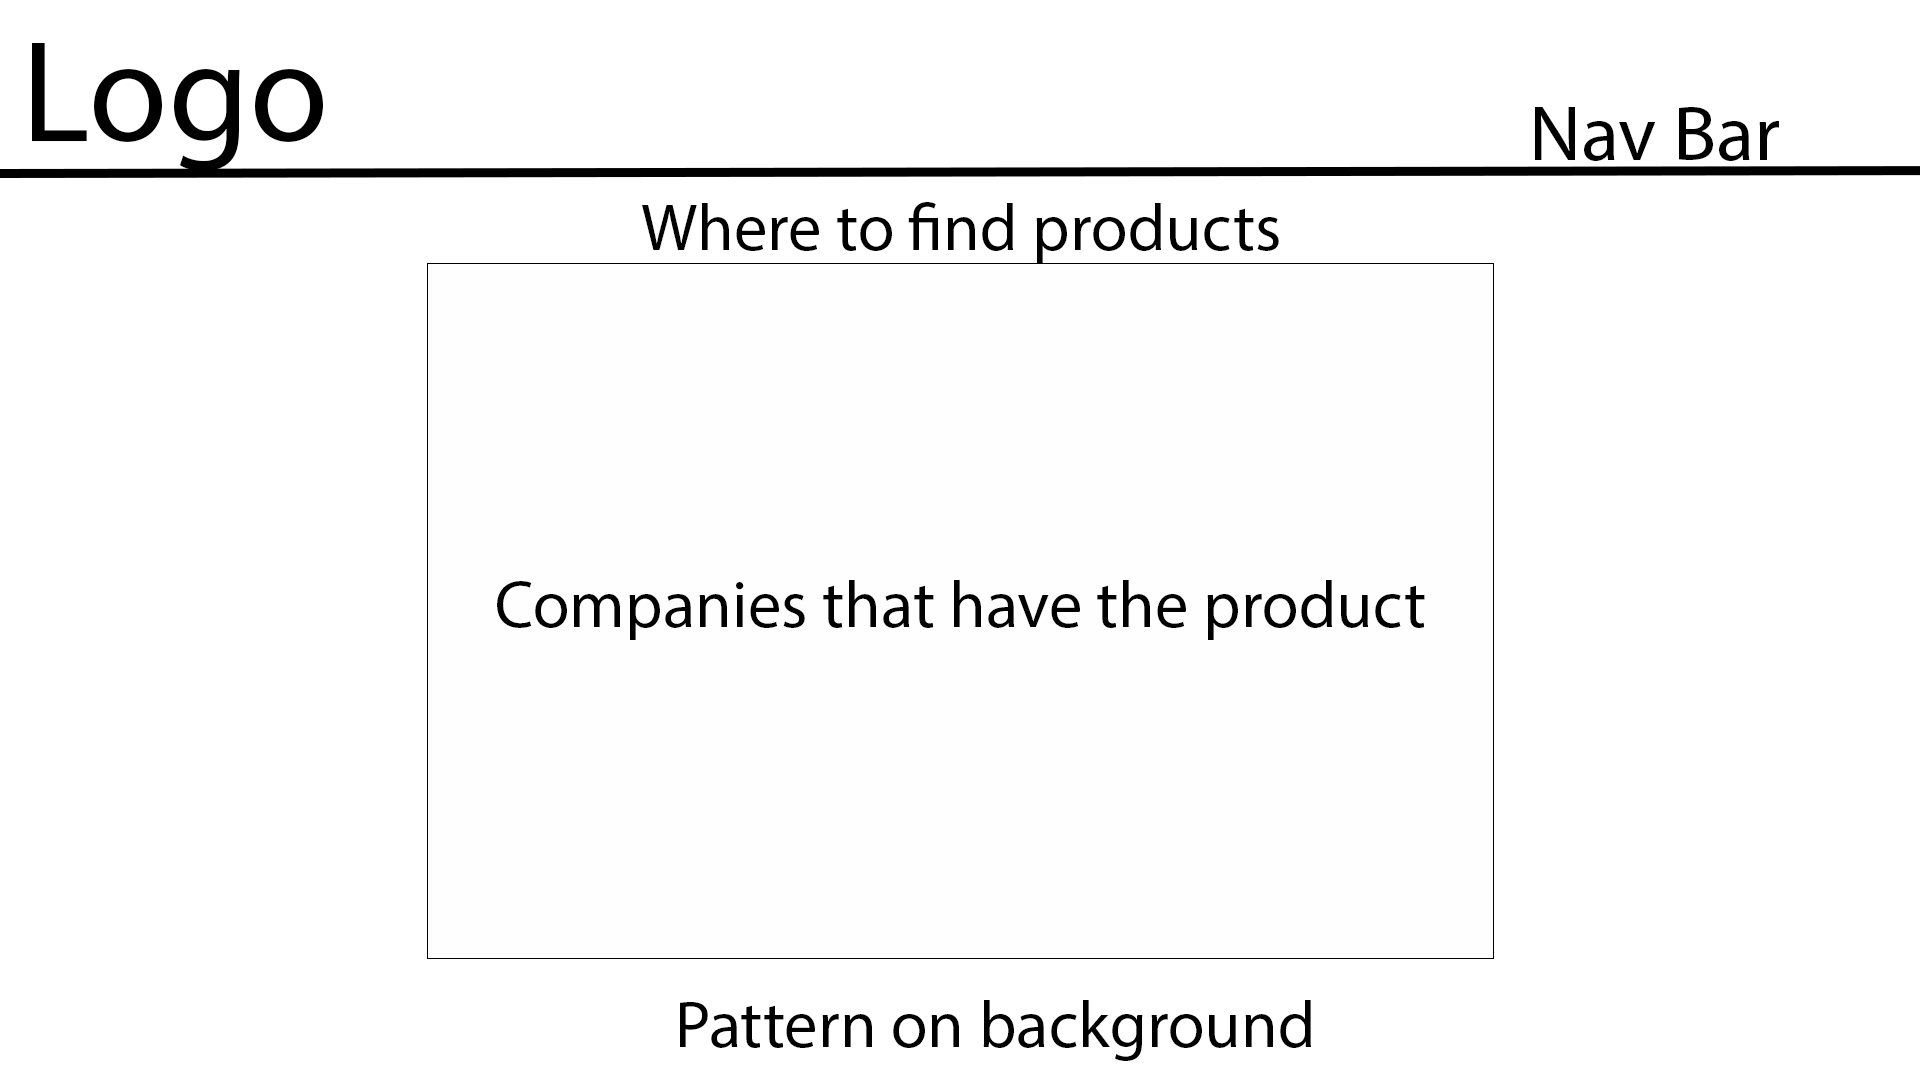 Logo
Nav Bar
Where to find products
Companies that have the product
Pattern on background